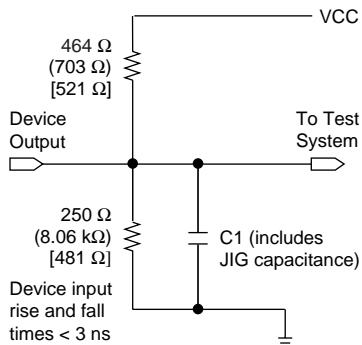 VCC
464 Ω
(703 Ω)
[521 Ω]
Device
Output
To Test
System
250 Ω
(8.06 kΩ)
[481 Ω]
C1 (includes
JIG capacitance)
Device input
rise and fall
times < 3 ns